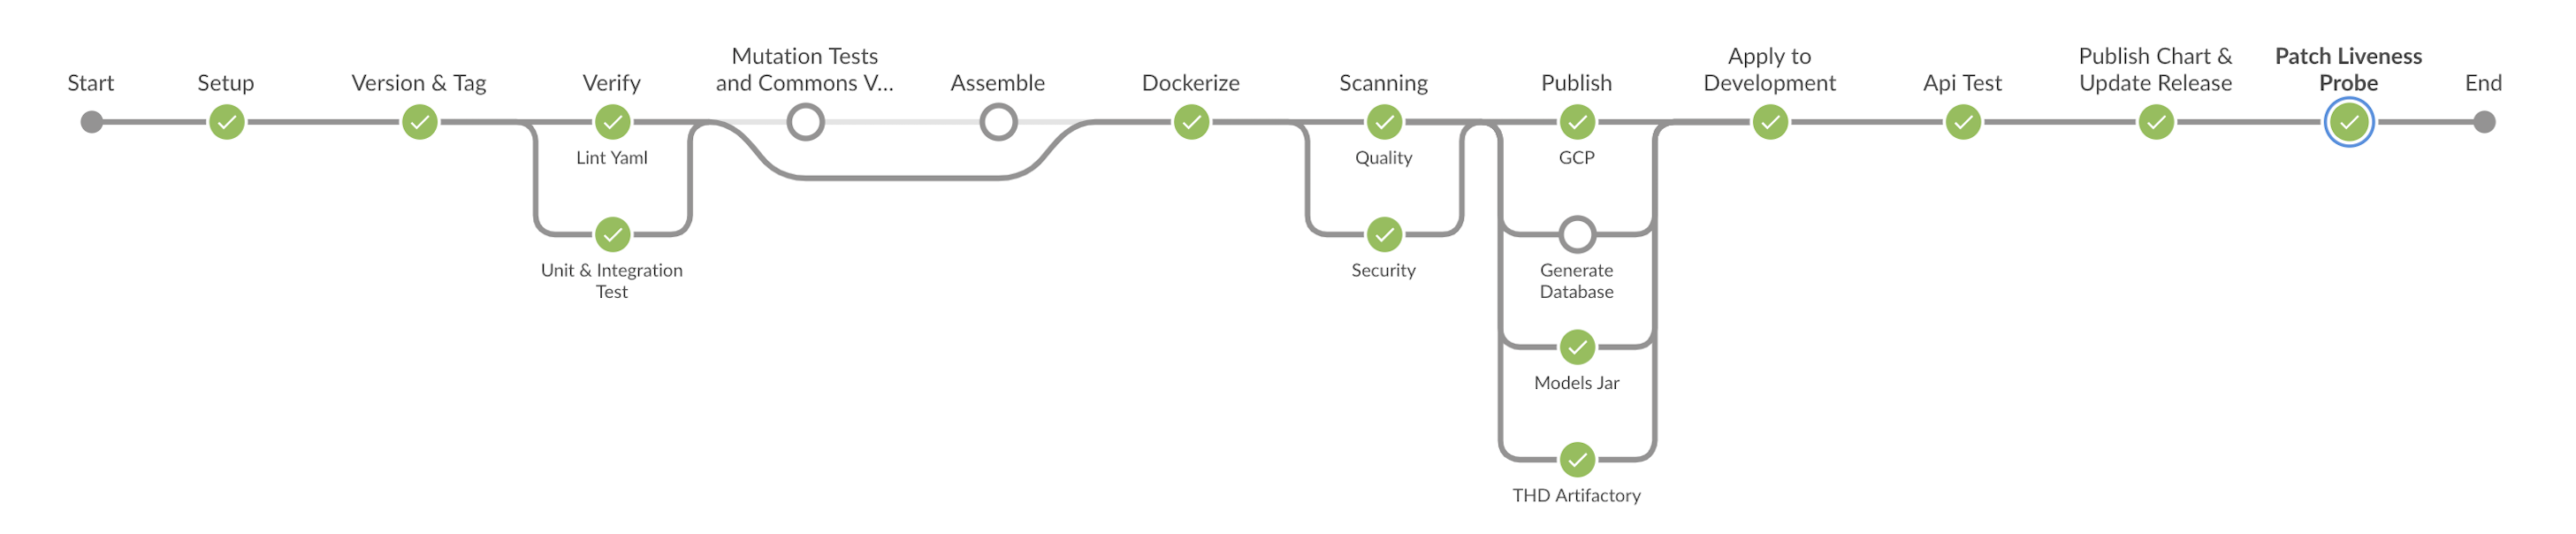 Start
Setup
Version & Tag
Verify
Lint Yaml
Unit & Integration
Test
Mutation Tests
and Commons V...
Assemble
Dockerize
Scanning
Quality
Security
Publish
GCP
Generate
Database
Models Jar
THD Artifactory
Apply to
Development
Api Test
Publish Chart &
Update Release
Patch Liveness
Probe
End